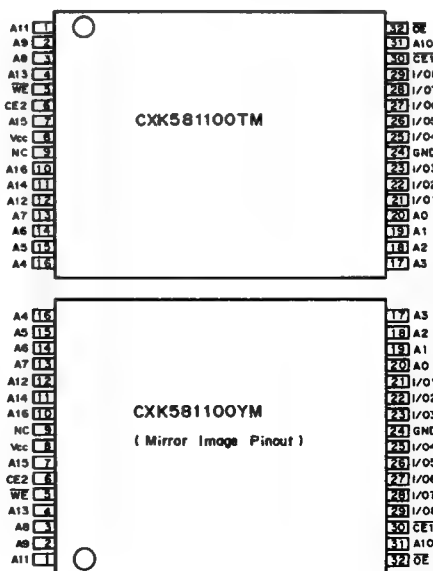 A11 1 32 O̅E̅
A9 2 31 A10
A8 3 30 C̅E̅1̅
A13 4 29 I/O8
W̅E̅ 5 28 I/O7
CE2 6 27 I/O6
A15 7 CXK581100TM 26 I/O5
Vcc 8 25 I/O4
NC 9 24 GND
A16 10 23 I/O3
A14 11 22 I/O2
A12 12 21 I/O1
A7 13 20 A0
A6 14 19 A1
A5 15 18 A2
A4 16 17 A3
A4 16 17 A3
A5 15 18 A2
A6 14 19 A1
A7 13 20 A0
A12 12 21 I/O1
A14 11 22 I/O2
A16 10 CXK581100YM 23 I/O3
NC 9 24 GND
Vcc 8 (Mirror Image Pinout) 25 I/O4
A15 7 26 I/O5
CE2 6 27 I/O6
W̅E̅ 5 28 I/O7
A13 4 29 I/O8
A8 3 30 C̅E̅1̅
A9 2 31 A10
A11 1 32 O̅E̅